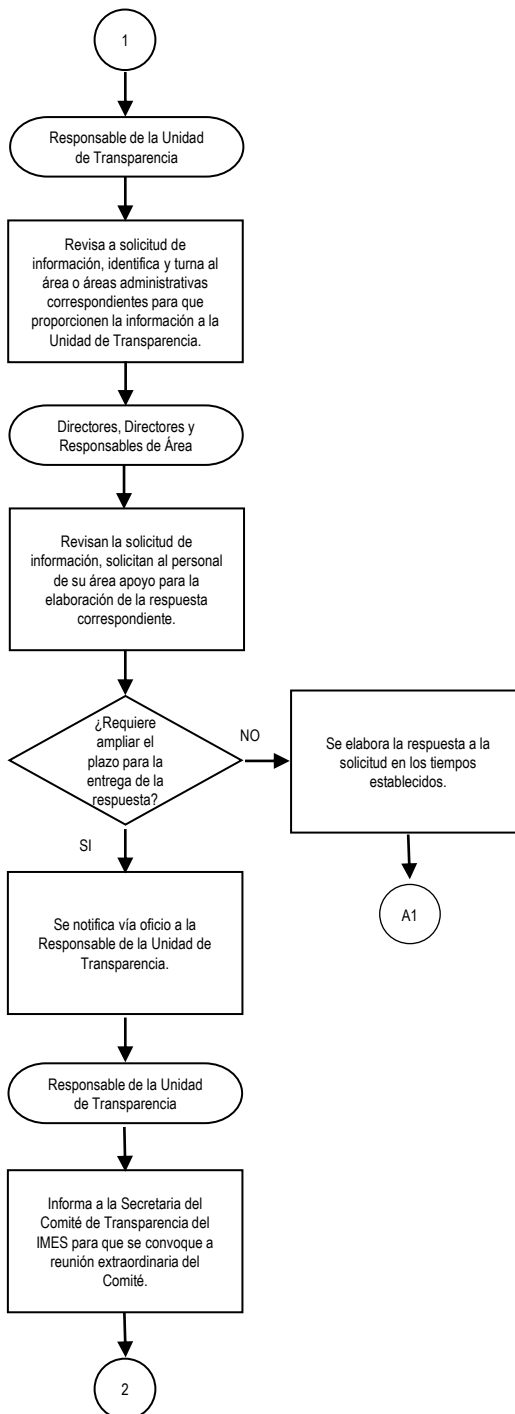 1
Responsable de la Unidad
de Transparencia
Revisa a solicitud de
información, identifica y turna al
área o áreas administrativas
correspondientes para que
proporcionen la información a la
Unidad de Transparencia.
Directores, Directores y
Responsables de Área
Revisan la solicitud de
información, solicitan al personal
de su área apoyo para la
elaboración de la respuesta
correspondiente.
¿Requiere
ampliar el
plazo para la
entrega de la
respuesta?
NO
Se elabora la respuesta a la
solicitud en los tiempos
establecidos.
A1
SI
Se notifica vía oficio a la
Responsable de la Unidad de
Transparencia.
Responsable de la Unidad
de Transparencia
Informa a la Secretaria del
Comité de Transparencia del
IMES para que se convoque a
reunión extraordinaria del
Comité.
2